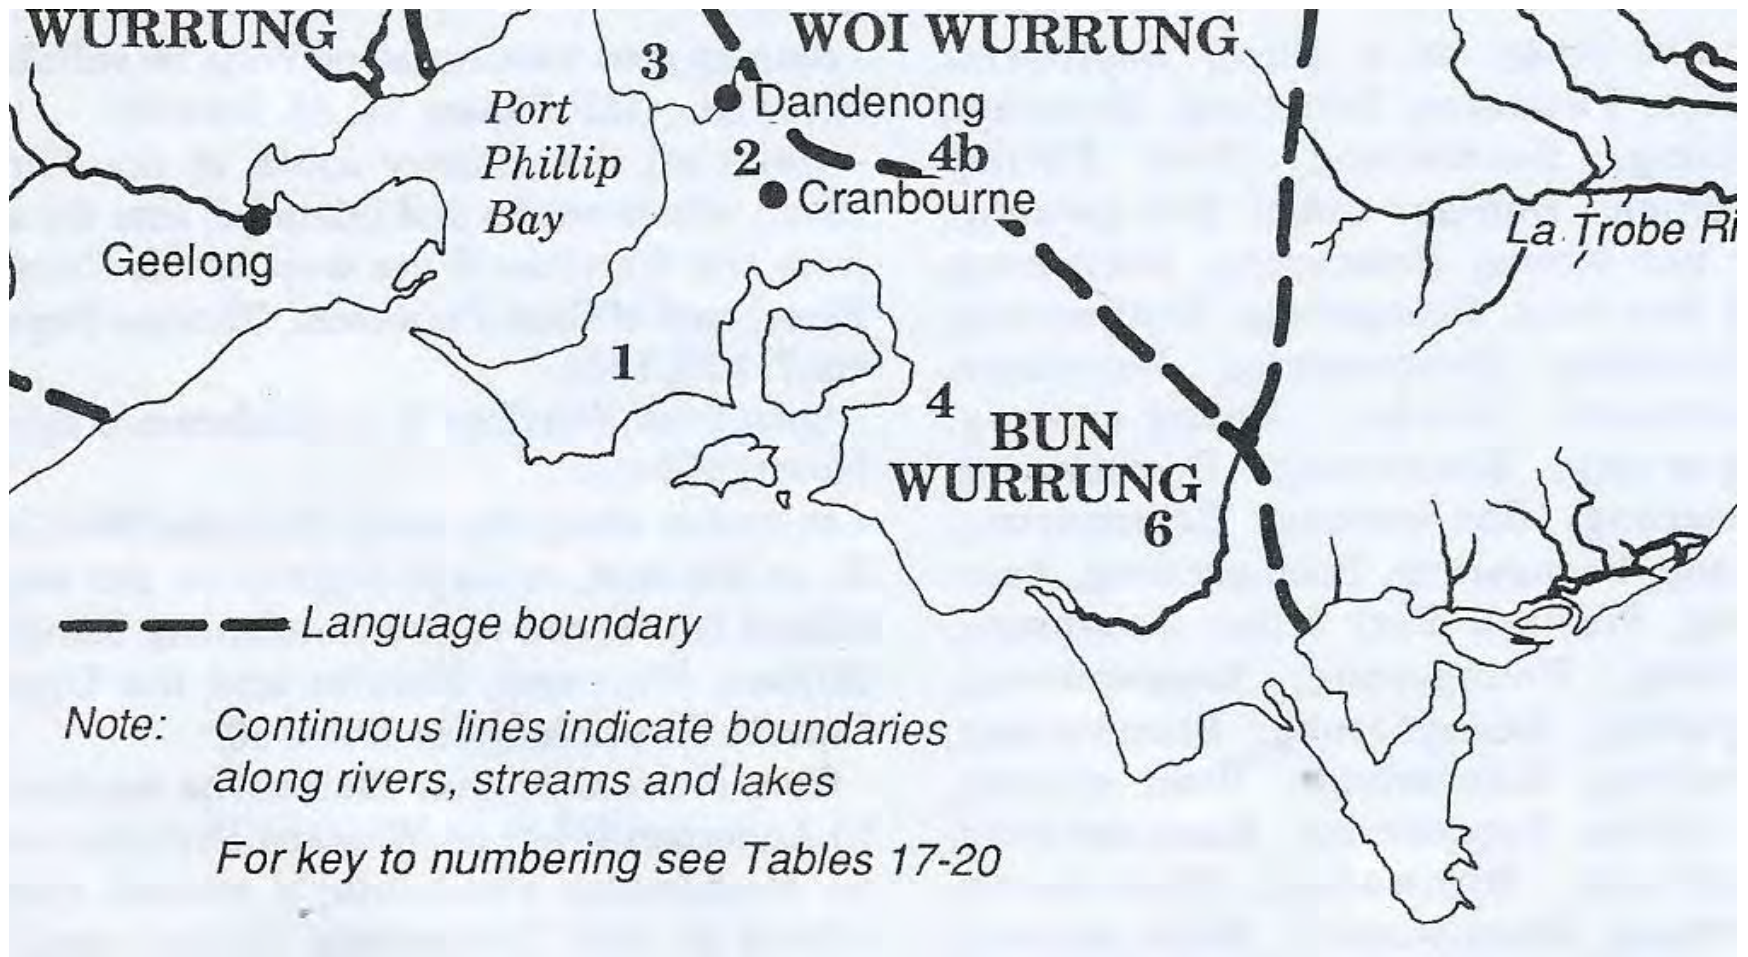 WURRUNG
WOI WURRUNG
3
Port
Phillip
Bay
Dandenong
2
4b
Cranbourne
Geelong
La Trobe Ri
1
4
BUN
WURRUNG
6
Language boundary
Note: Continuous lines indicate boundaries
along rivers, streams and lakes
For key to numbering see Tables 17-20